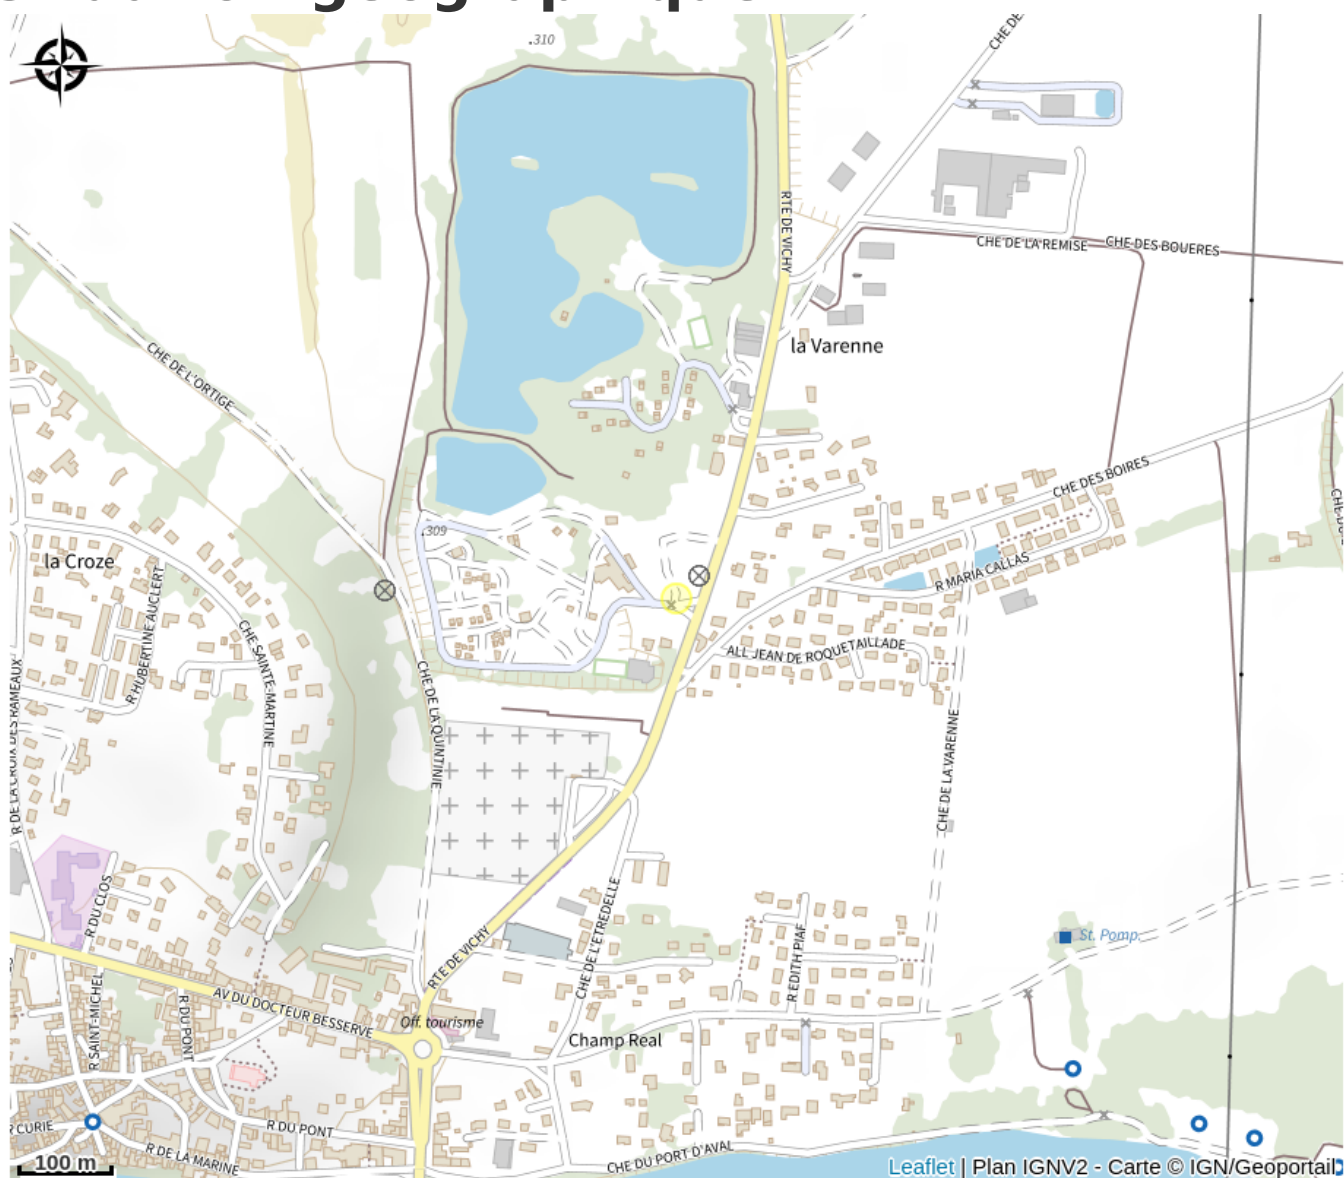 .310
CHE DE
RTE DE VICHY
CHE DE LA REMISE
CHE DES BOUERES
la Varenne
CHE DE L'ORTIGE
CHE DES BOIRES
.309
la Croze
R MARIA CALLAS
R HUBERTINE AUCLERT
CHE SAINTE-MARTINE
ALL JEAN DE ROQUETAILLADE
CHE DE LA QUINTINIE
R DE LA CROIX DES RAMEAUX
CHE DE LA VARENNE
R DU CLOS
CHE DE L'ETREDELLE
RTE DE VICHY
R EDITH PIAF
St. Pomp.
R SAINT-MICHEL
R DU PONT
AV DU DOCTEUR BESSERVE
Off. tourisme
Champ Real
R CURIE
R DU PONT
R DE LA MARINE
CHE DU PORT D'AVAL
100 m
Leaflet | Plan IGNV2 - Carte © IGN/Geoportail